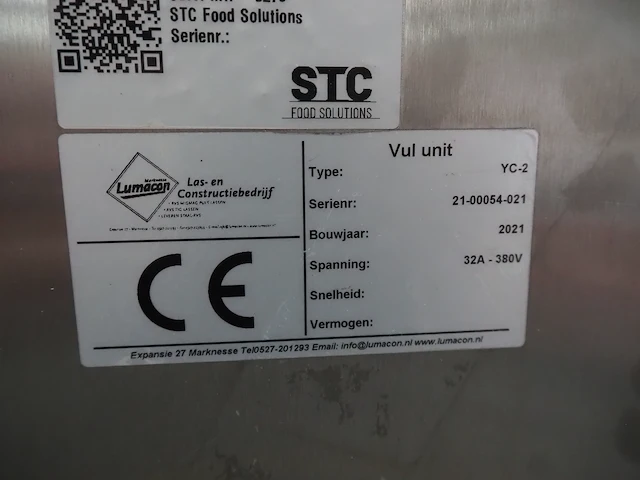 STC Food Solutions
Serienr.:
STC
FOOD SOLUTIONS
Lumacon
Las- en
Constructiebedrijf
CE
Vul unit
Type: YC-2
Serienr: 21-00054-021
Bouwjaar: 2021
Spanning: 32A - 380V
Snelheid:
Vermogen:
Expansie 27 Marknesse Tel0527-201293 Email: info@lumacon.nl www.lumacon.nl